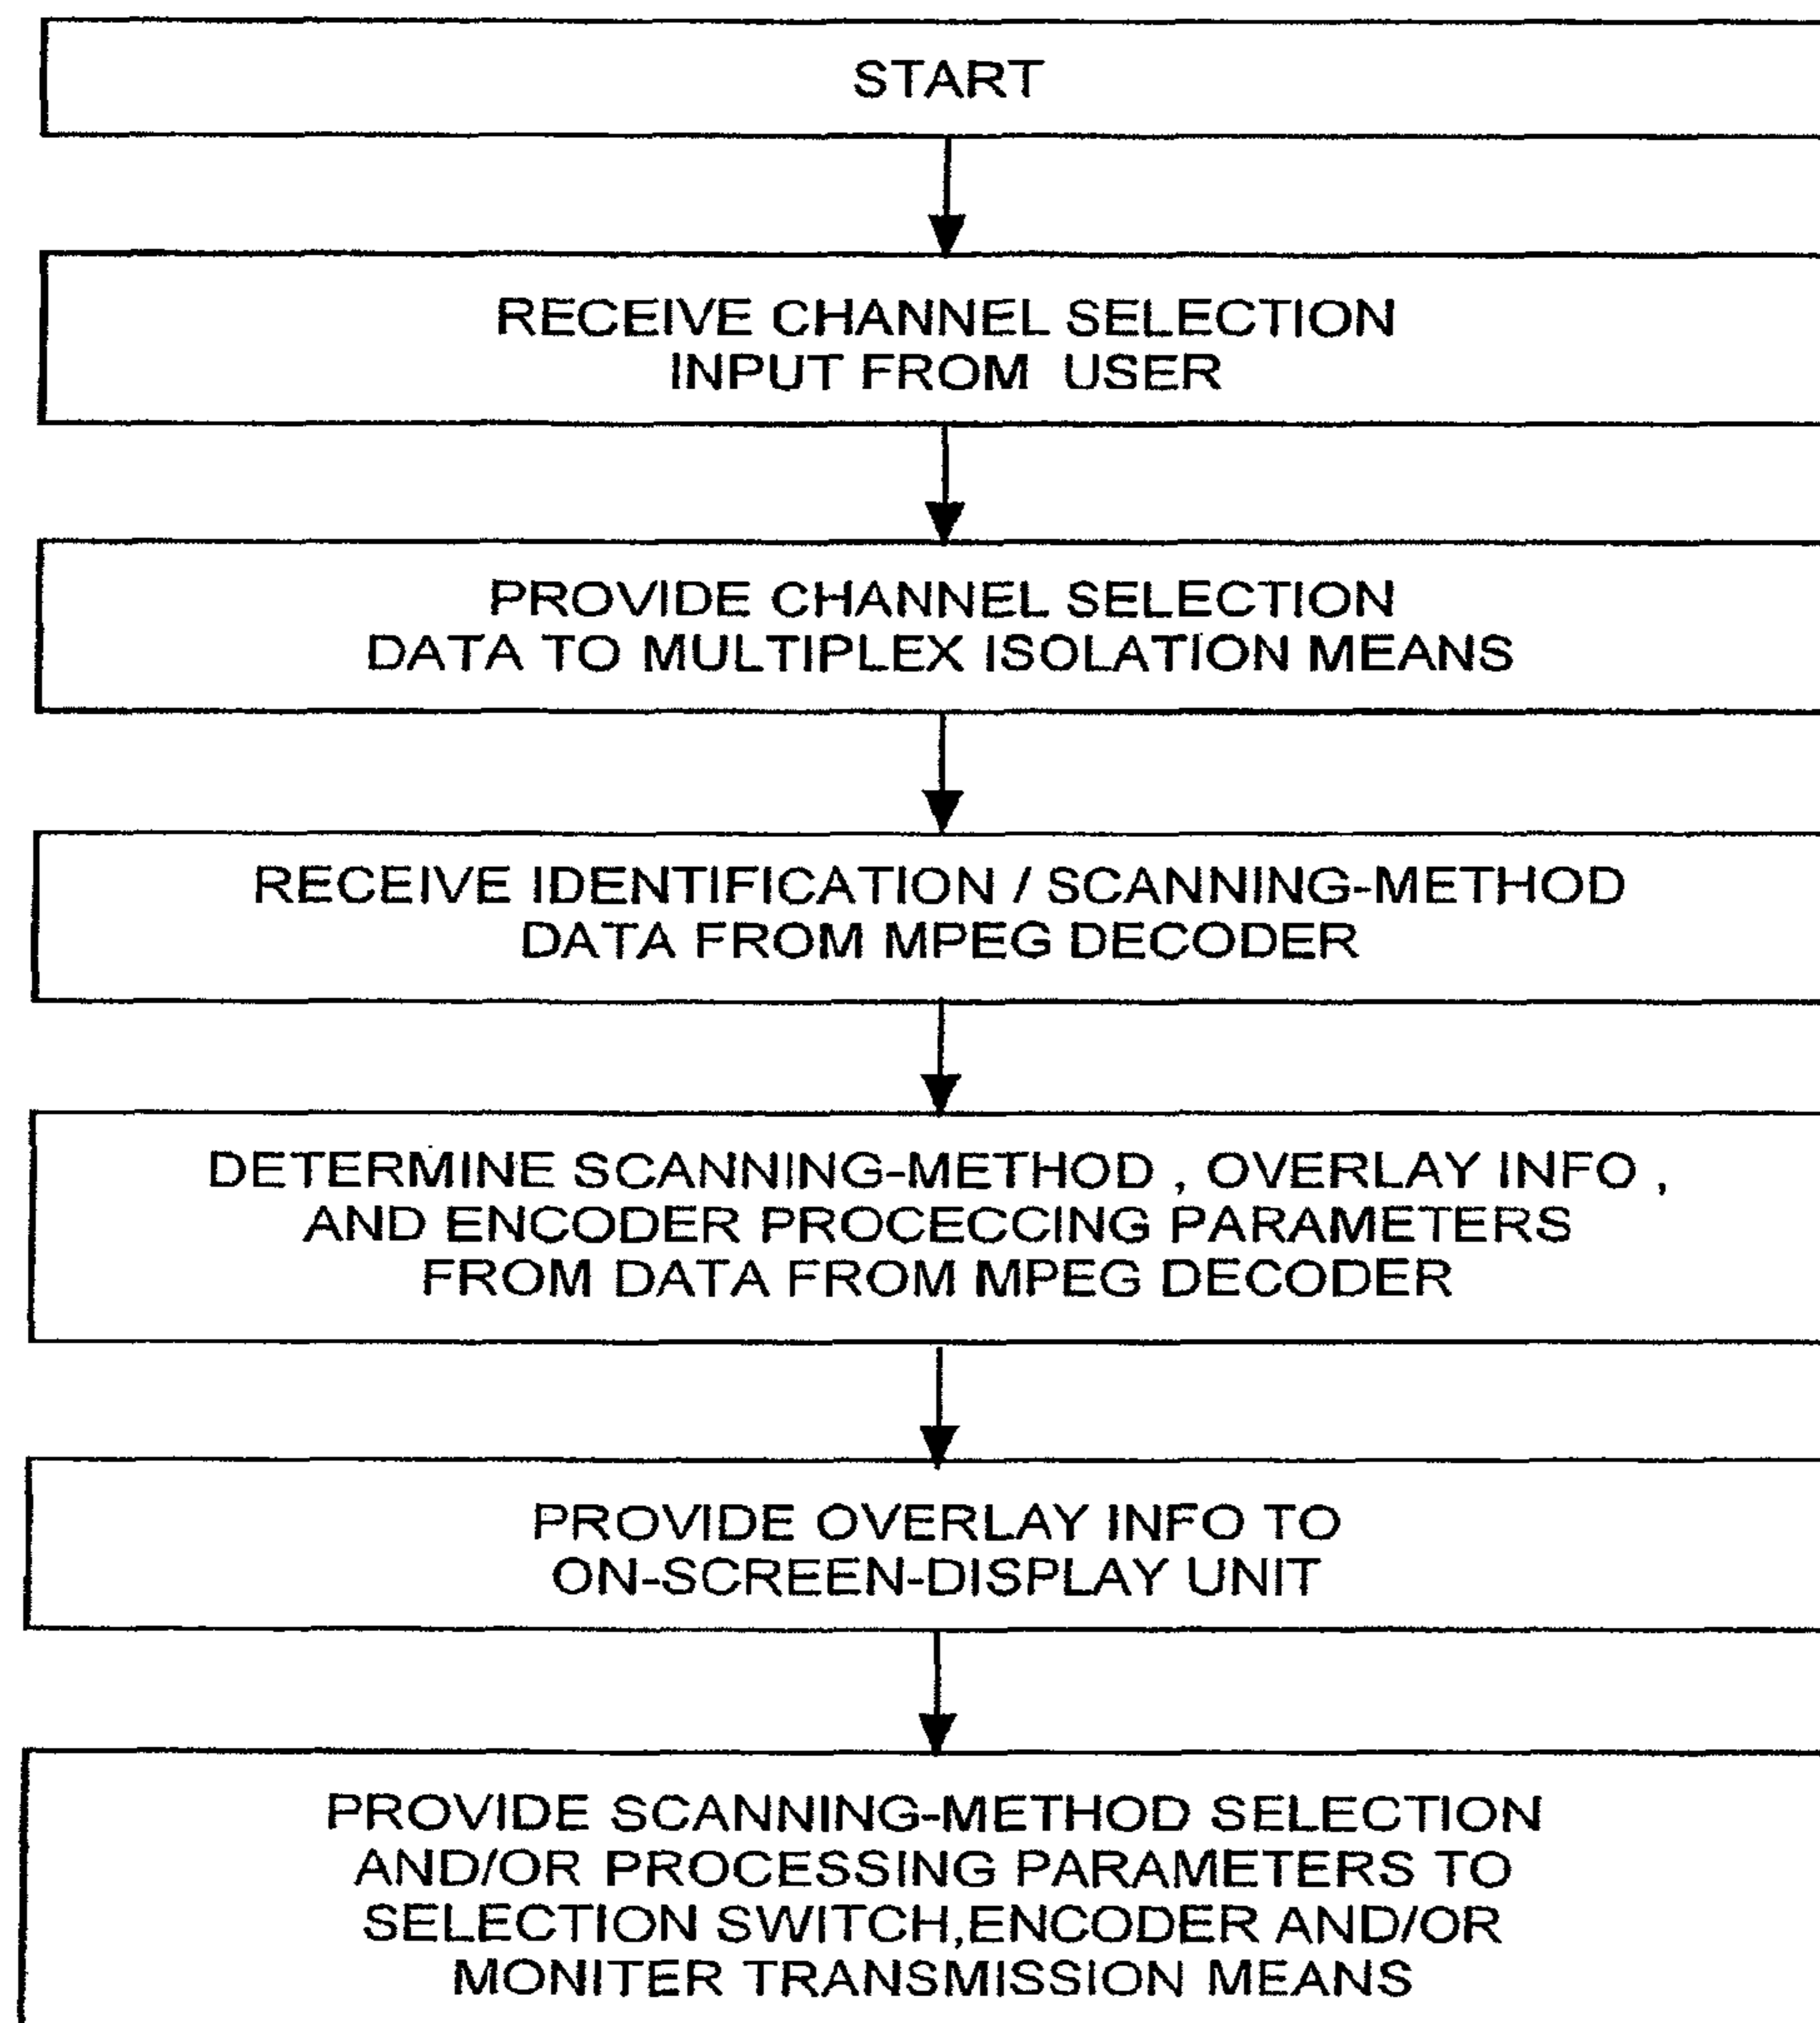 START
RECEIVE CHANNEL SELECTION
INPUT FROM USER
PROVIDE CHANNEL SELECTION
DATA TO MULTIPLEX ISOLATION MEANS
RECEIVE IDENTIFICATION / SCANNING-METHOD
DATA FROM MPEG DECODER
DETERMINE SCANNING-METHOD , OVERLAY INFO ,
AND ENCODER PROCECCING PARAMETERS
FROM DATA FROM MPEG DECODER
PROVIDE OVERLAY INFO TO
ON-SCREEN-DISPLAY UNIT
PROVIDE SCANNING-METHOD SELECTION
AND/OR PROCESSING PARAMETERS TO
SELECTION SWITCH,ENCODER AND/OR
MONITER TRANSMISSION MEANS